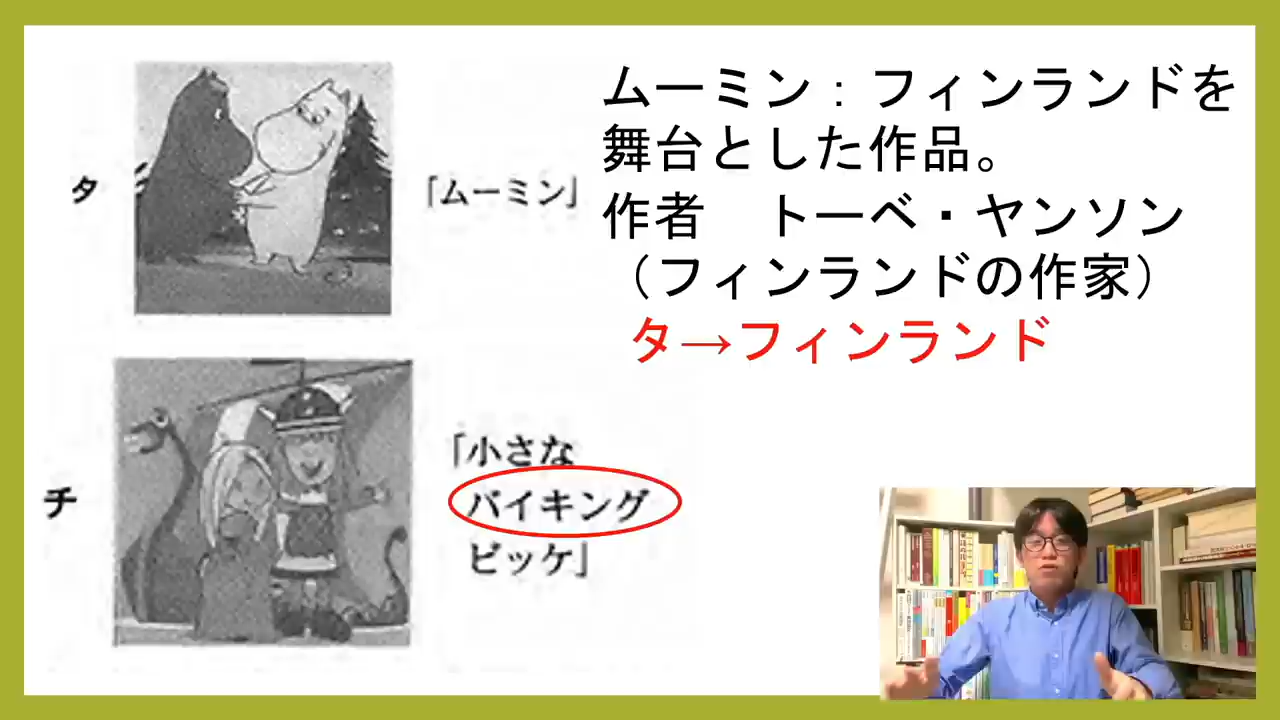 タ
「ムーミン」
ムーミン：フィンランドを
舞台とした作品。
作者　トーベ・ヤンソン
（フィンランドの作家）
タ→フィンランド
チ
「小さな
バイキング
ビッケ」